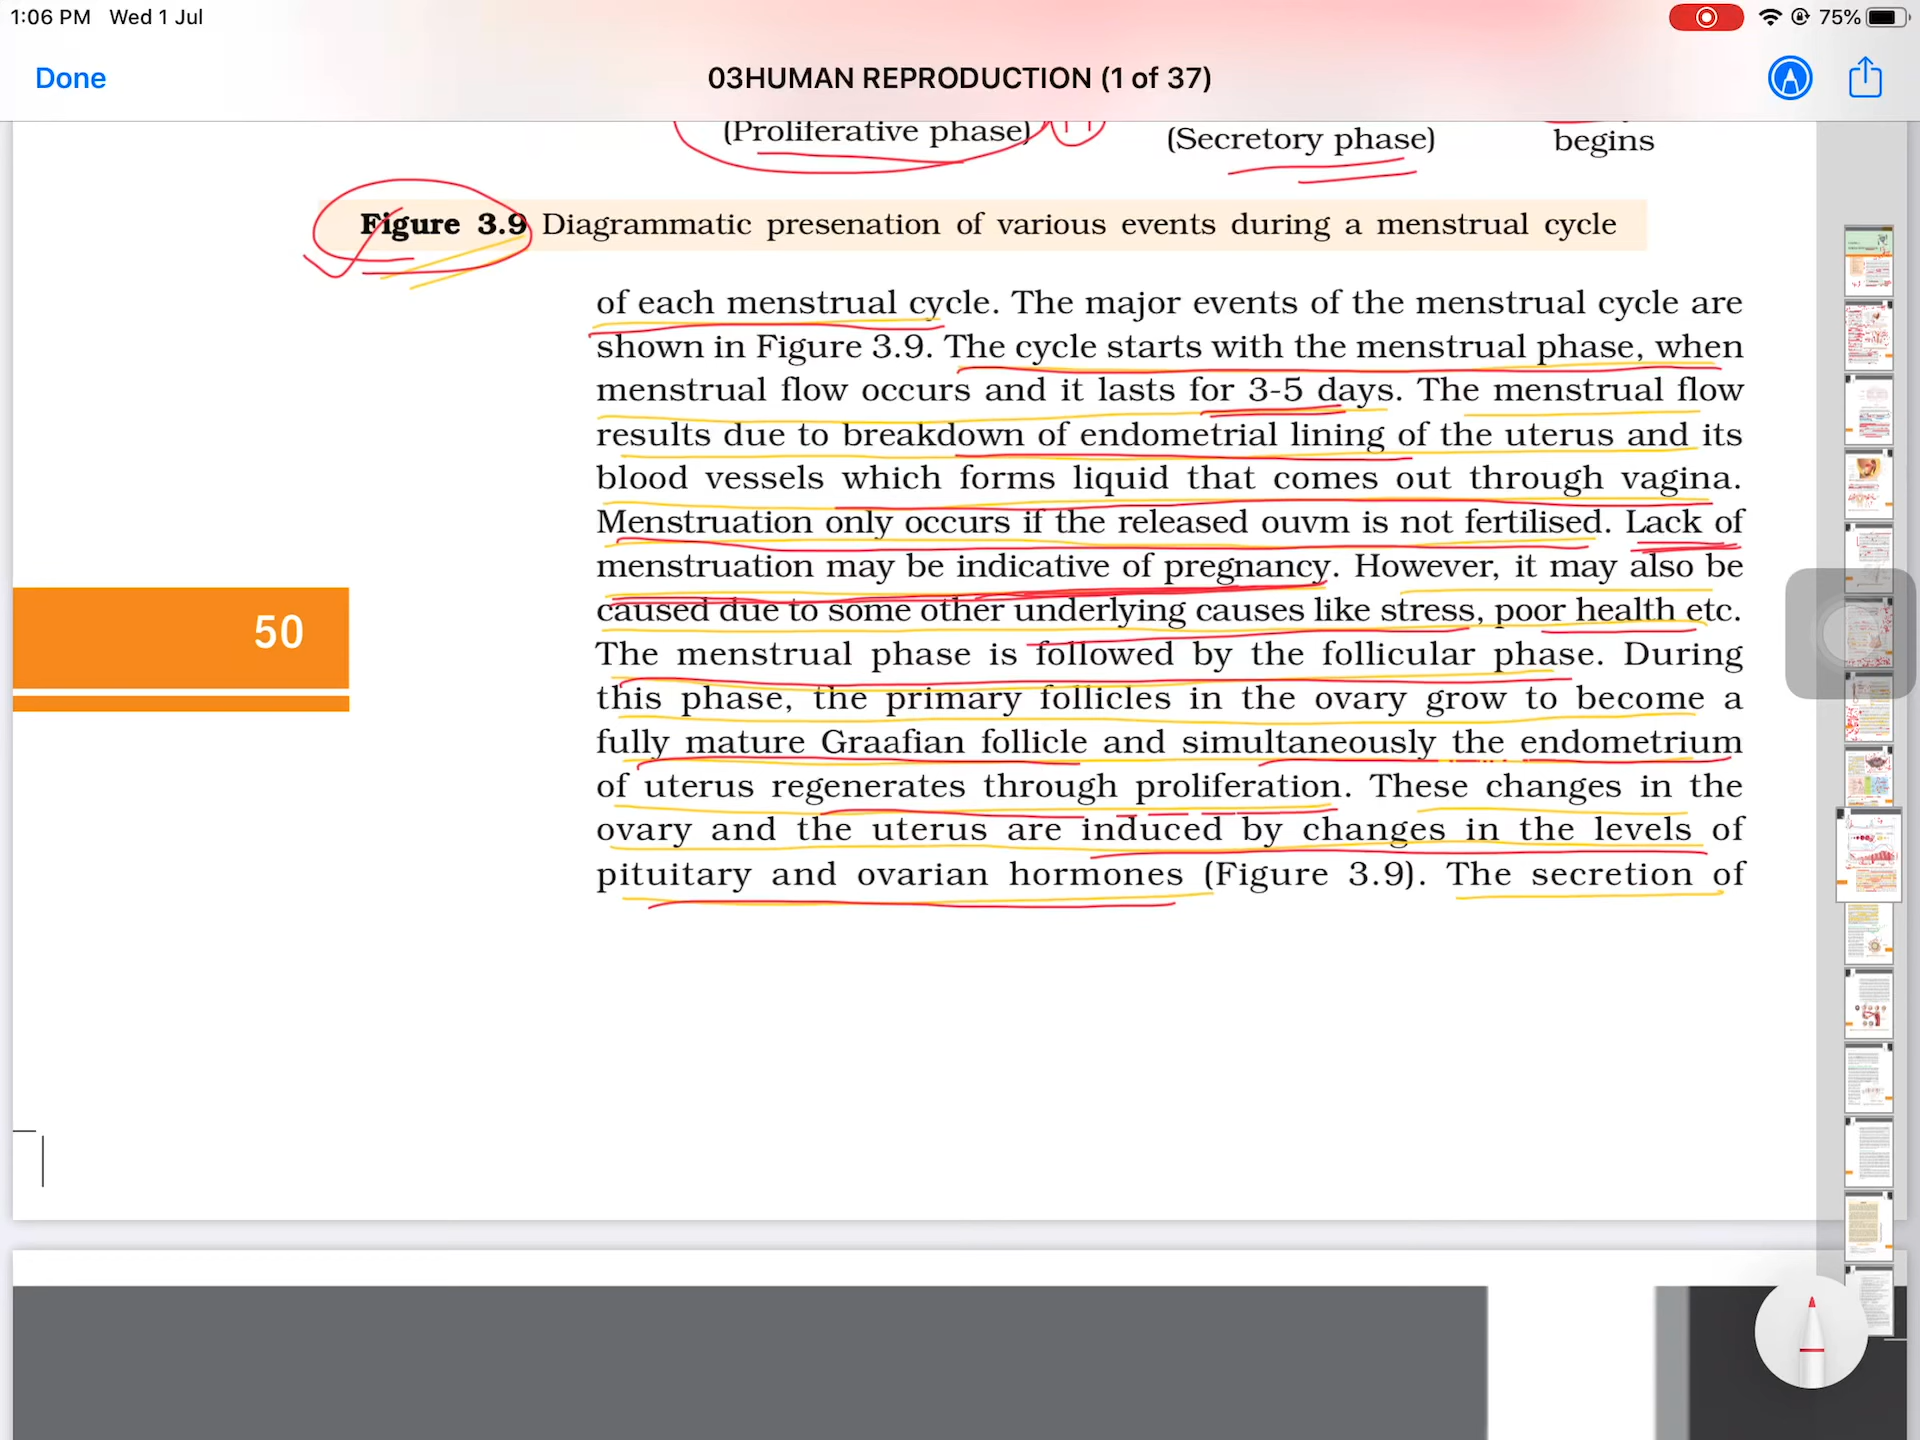 1:06 PM Wed 1 Jul
75%
Done
03HUMAN REPRODUCTION (1 of 37)
(Proliferative phase)
(Secretory phase)
begins
Figure 3.9 Diagrammatic presenation of various events during a menstrual cycle
of each menstrual cycle. The major events of the menstrual cycle are
shown in Figure 3.9. The cycle starts with the menstrual phase, when
menstrual flow occurs and it lasts for 3-5 days. The menstrual flow
results due to breakdown of endometrial lining of the uterus and its
blood vessels which forms liquid that comes out through vagina.
Menstruation only occurs if the released ouvm is not fertilised. Lack of
menstruation may be indicative of pregnancy. However, it may also be
caused due to some other underlying causes like stress, poor health etc.
The menstrual phase is followed by the follicular phase. During
this phase, the primary follicles in the ovary grow to become a
fully mature Graafian follicle and simultaneously the endometrium
of uterus regenerates through proliferation. These changes in the
ovary and the uterus are induced by changes in the levels of
pituitary and ovarian hormones (Figure 3.9). The secretion of
50